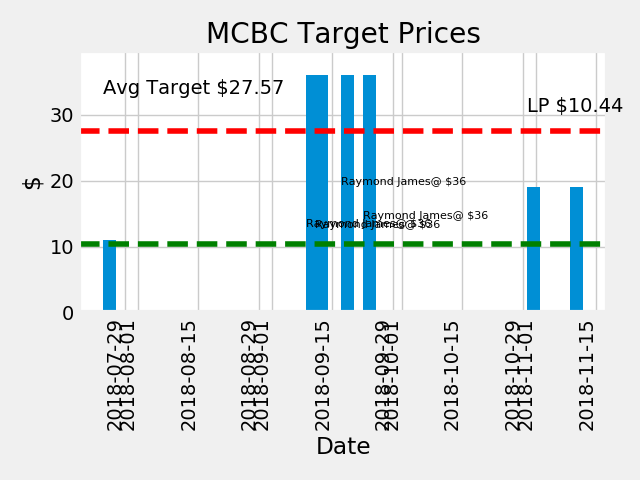 MCBC Target Prices
Avg Target $27.57
LP $10.44
Raymond James@ $36
Raymond James@ $36
Raymond James@ $36
Raymond James@ $36
$
30
20
10
0
2018-07-29
2018-08-01
2018-08-15
2018-08-29
2018-09-01
2018-09-15
2018-09-29
2018-10-01
2018-10-15
2018-10-29
2018-11-01
2018-11-15
Date